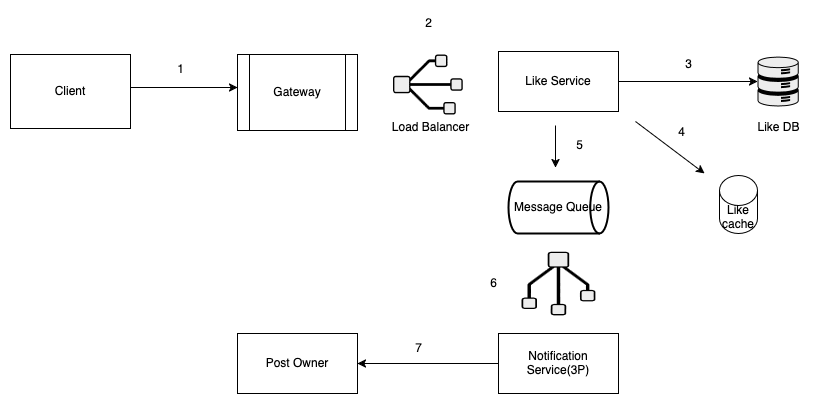 2
1
3
Client
Gateway
Like Service
Load Balancer
Like DB
4
5
Message Queue
Like
cache
6
7
Post Owner
Notification
Service(3P)